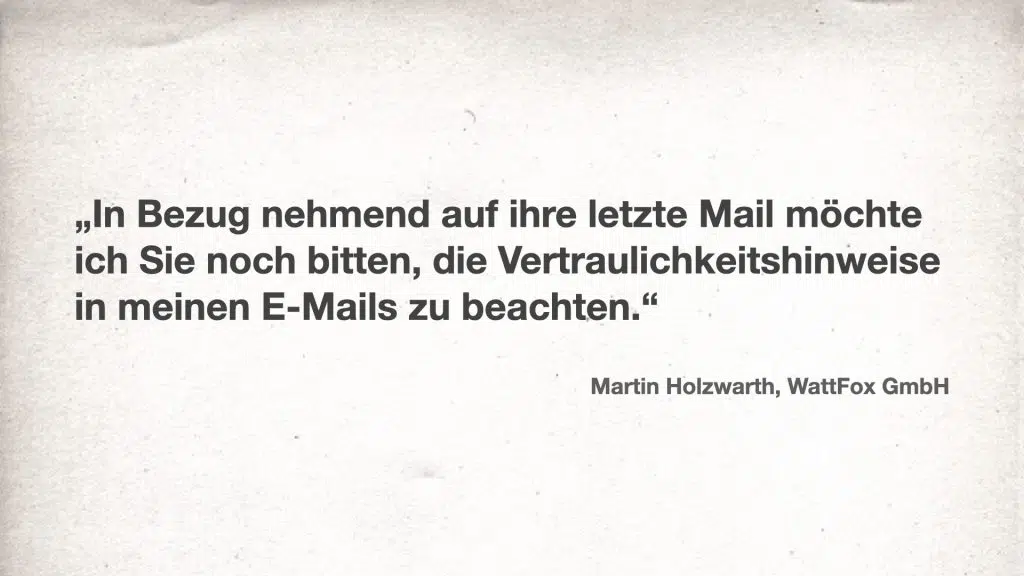 „In Bezug nehmend auf ihre letzte Mail möchte
ich Sie noch bitten, die Vertraulichkeitshinweise
in meinen E-Mails zu beachten.“
Martin Holzwarth, WattFox GmbH